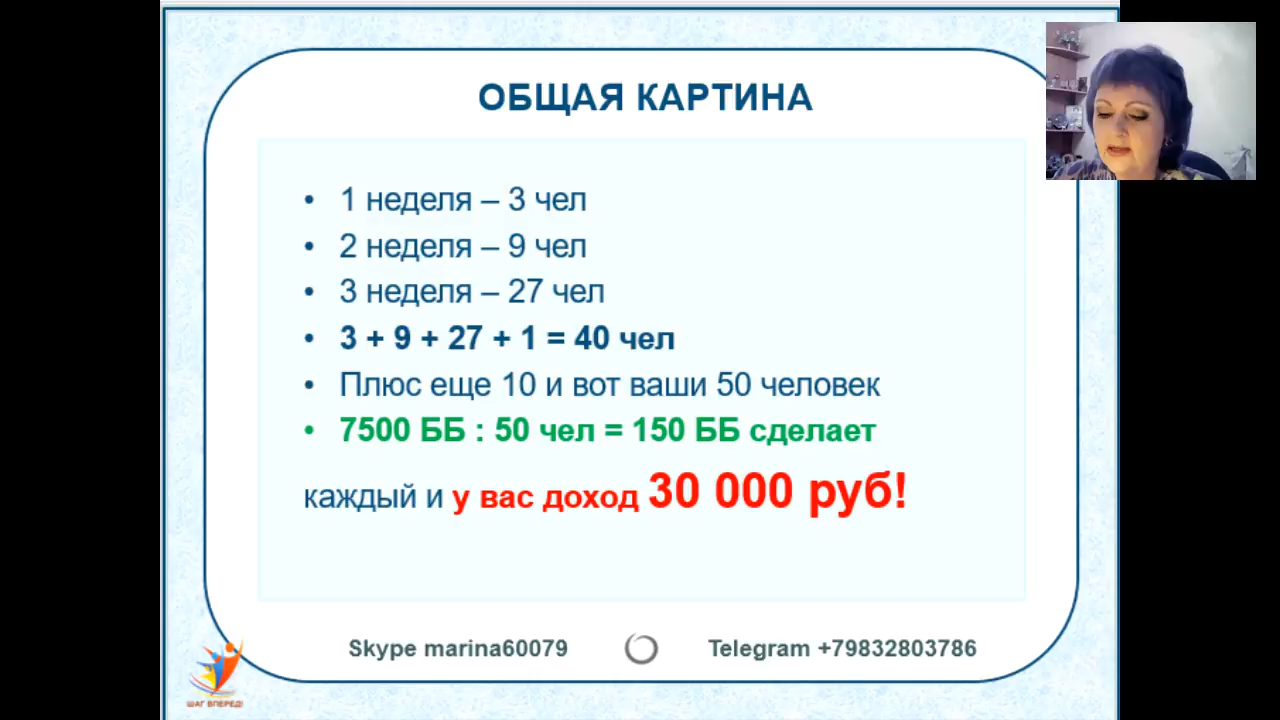 ОБЩАЯ КАРТИНА
• 1 неделя – 3 чел
• 2 неделя – 9 чел
• 3 неделя – 27 чел
• 3 + 9 + 27 + 1 = 40 чел
• Плюс еще 10 и вот ваши 50 человек
• 7500 ББ : 50 чел = 150 ББ сделает
каждый и у вас доход 30 000 руб!
Skype marina60079
Telegram +79832803786
ШАГ ВПЕРЕД!